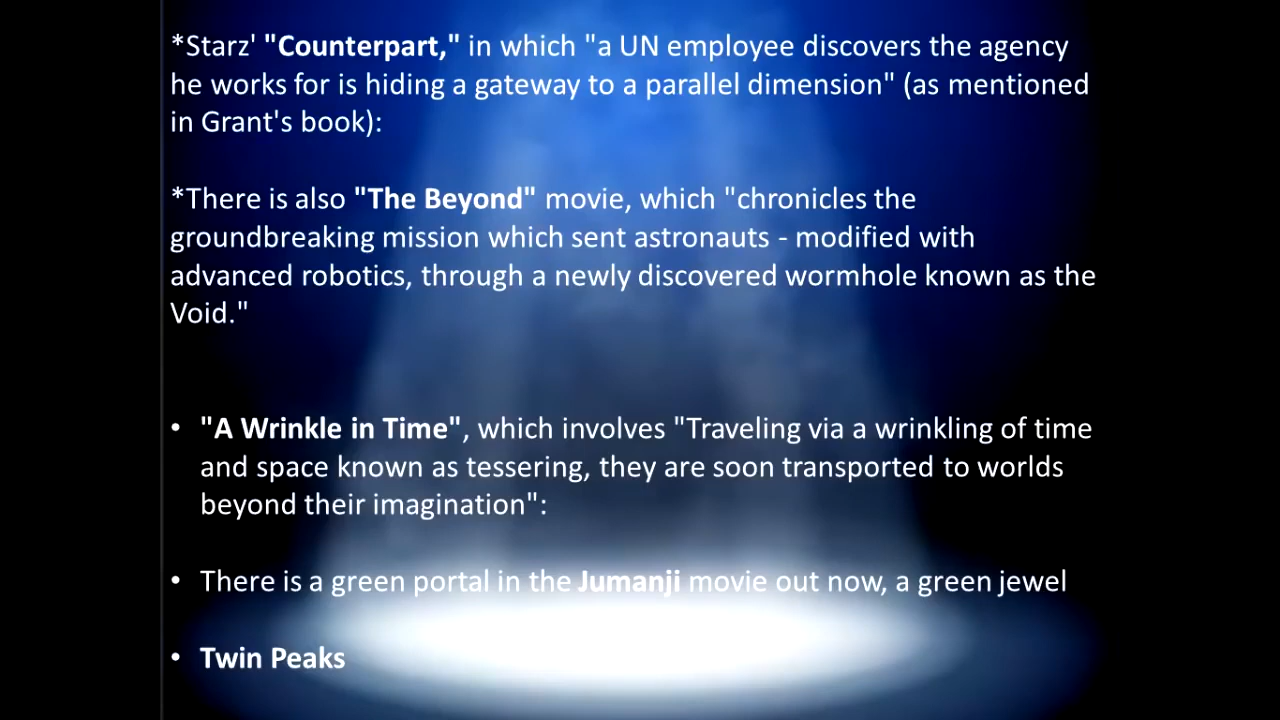 *Starz' "Counterpart," in which "a UN employee discovers the agency
he works for is hiding a gateway to a parallel dimension" (as mentioned
in Grant's book):
*There is also "The Beyond" movie, which "chronicles the
groundbreaking mission which sent astronauts - modified with
advanced robotics, through a newly discovered wormhole known as the
Void."
• "A Wrinkle in Time", which involves "Traveling via a wrinkling of time
and space known as tessering, they are soon transported to worlds
beyond their imagination":
• There is a green portal in the Jumanji movie out now, a green jewel
• Twin Peaks